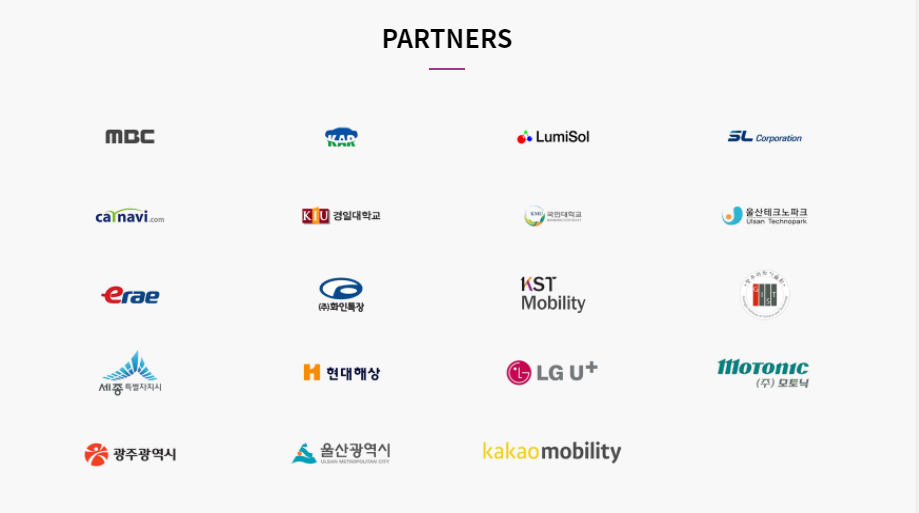 PARTNERS
MBC
KAR
LumiSol
SL Corporation
carnavi.com
KIU 경일대학교
KMU 국민대학교
울산테크노파크
Ulsan Technopark
erae
(주)화인특장
KST
Mobility
GIST
세종특별자치시
현대해상
LG U+
MOTONIC
(주) 모토닉
광주광역시
울산광역시
ULSAN METROPOLITAN CITY
kakaomobility